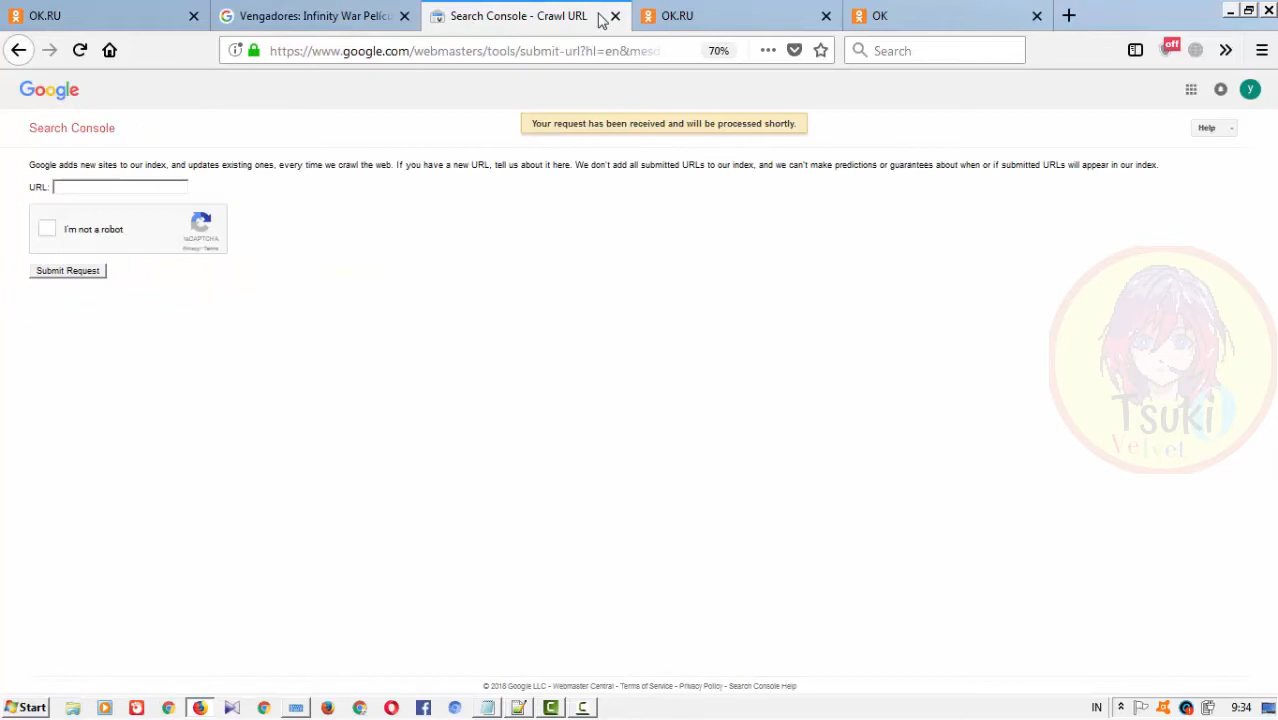 OK.RU
Vengadores: Infinity War Pelícu
Search Console - Crawl URL
OK.RU
OK
https://www.google.com/webmasters/tools/submit-url?hl=en&mesd
70%
Search
off
Google
y
Search Console
Your request has been received and will be processed shortly.
Help
Google adds new sites to our index, and updates existing ones, every time we crawl the web. If you have a new URL, tell us about it here. We don't add all submitted URLs to our index, and we can't make predictions or guarantees about when or if submitted URLs will appear in our index.
URL:
I'm not a robot
reCAPTCHA
Privacy - Terms
Submit Request
Tsuki
Velvet
© 2018 Google LLC - Webmaster Central - Terms of Service - Privacy Policy - Search Console Help
Start
IN
9:34